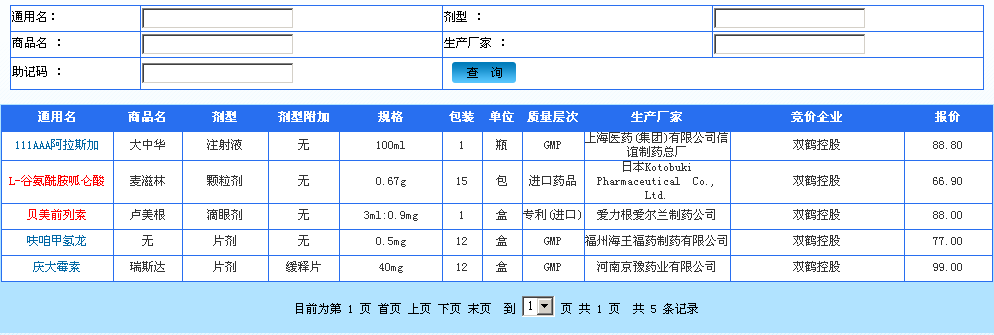 通用名： 剂型 ：
商品名 ： 生产厂家 ：
助记码 ： 查 询
通用名 商品名 剂型 剂型附加 规格 包装 单位 质量层次 生产厂家 竞价企业 报价
111AAA阿拉斯加 大中华 注射液 无 100ml 1 瓶 GMP 上海医药(集团)有限公司信谊制药总厂 双鹤控股 88.80
L-谷氨酰胺呱仑酸 麦滋林 颗粒剂 无 0.67g 15 包 进口药品 日本Kotobuki Pharmaceutical Co., Ltd. 双鹤控股 66.90
贝美前列素 卢美根 滴眼剂 无 3ml:0.9mg 1 盒 专利(进口) 爱力根爱尔兰制药公司 双鹤控股 88.00
呋咱甲氢龙 无 片剂 无 0.5mg 12 盒 GMP 福州海王福药制药有限公司 双鹤控股 77.00
庆大霉素 瑞斯达 片剂 缓释片 40mg 12 盒 GMP 河南京豫药业有限公司 双鹤控股 99.00
目前为第 1 页 首页 上页 下页 末页 到 1 页 共 1 页 共 5 条记录